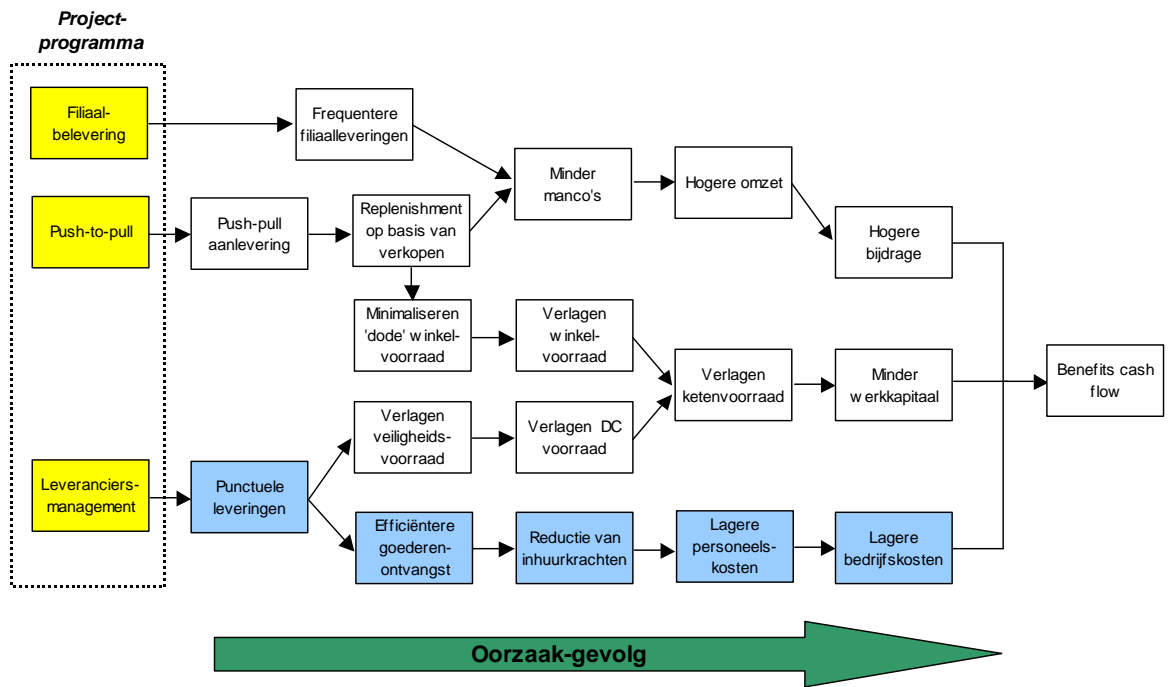 Project-
programma
Filiaal-
belevering
Frequentere
filiaalleveringen
Minder
manco's
Hogere omzet
Push-to-pull
Push-pull
aanlevering
Replenishment
op basis van
verkopen
Hogere
bijdrage
Minimaliseren
'dode' winkel-
voorraad
Verlagen
winkel-
voorraad
Verlagen
ketenvoorraad
Minder
werkkapitaal
Benefits cash
flow
Verlagen
veiligheids-
voorraad
Verlagen DC
voorraad
Leveranciers-
management
Punctuele
leveringen
Efficiëntere
goederen-
ontvangst
Reductie van
inhuurkrachten
Lagere
personeels-
kosten
Lagere
bedrijfskosten
Oorzaak-gevolg